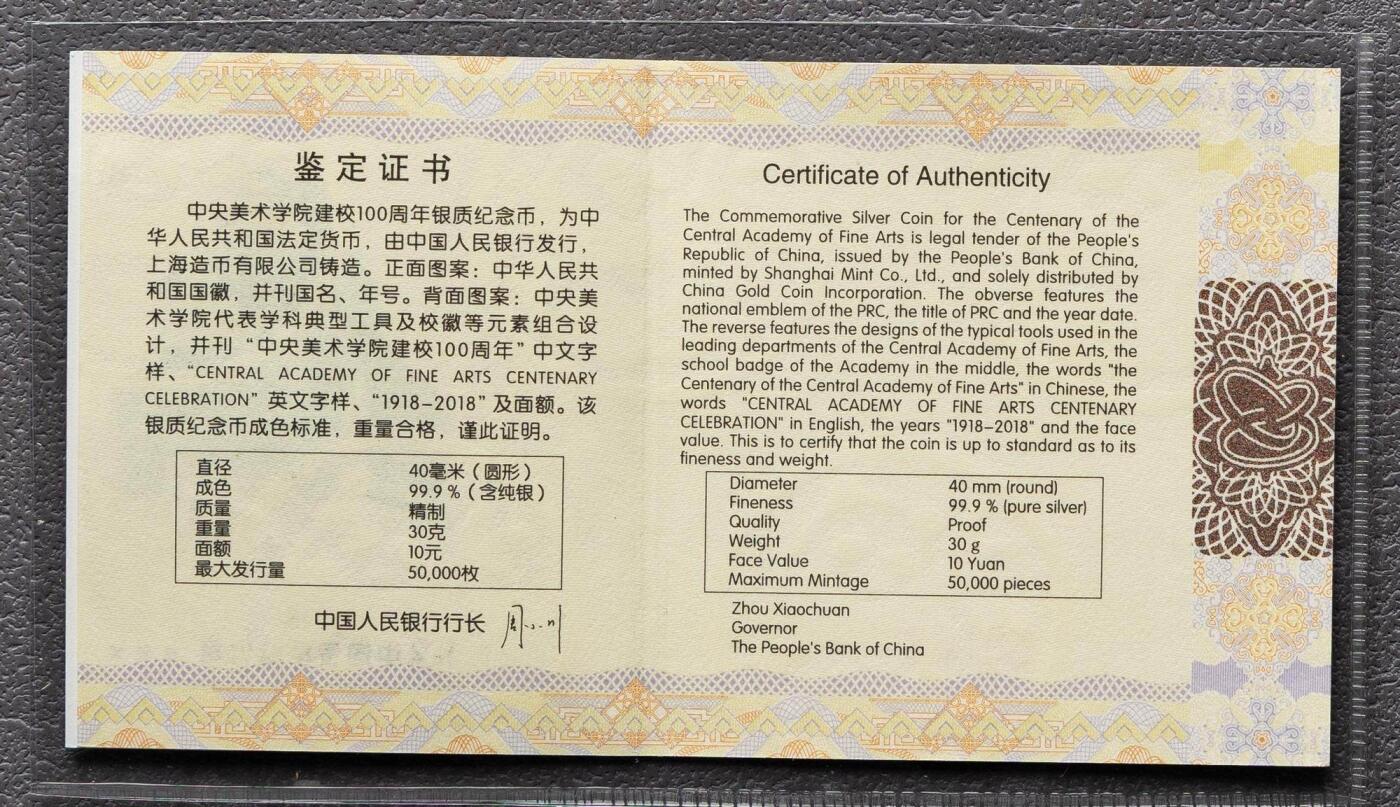 鉴定证书
中央美术学院建校100周年银质纪念币，为中
华人民共和国法定货币，由中国人民银行发行，
上海造币有限公司铸造。正面图案：中华人民共
和国国徽，并刊国名、年号。背面图案：中央美
术学院代表学科典型工具及校徽等元素组合设
计，并刊“中央美术学院建校100周年”中文字
样、“CENTRAL ACADEMY OF FINE ARTS CENTENARY
CELEBRATION”英文字样、“1918–2018”及面额。该
银质纪念币成色标准，重量合格，谨此证明。
直径 40毫米（圆形）
成色 99.9%（含纯银）
质量 精制
重量 30克
面额 10元
最大发行量 50,000枚
中国人民银行行长 周小川
Certificate of Authenticity
The Commemorative Silver Coin for the Centenary of the
Central Academy of Fine Arts is legal tender of the People's
Republic of China, issued by the People's Bank of China,
minted by Shanghai Mint Co., Ltd., and solely distributed by
China Gold Coin Incorporation. The obverse features the
national emblem of the PRC, the title of PRC and the year date.
The reverse features the designs of the typical tools used in the
leading departments of the Central Academy of Fine Arts, the
school badge of the Academy in the middle, the words "the
Centenary of the Central Academy of Fine Arts" in Chinese, the
words "CENTRAL ACADEMY OF FINE ARTS CENTENARY
CELEBRATION" in English, the years "1918–2018" and the face
value. This is to certify that the coin is up to standard as to its
fineness and weight.
Diameter 40 mm (round)
Fineness 99.9 % (pure silver)
Quality Proof
Weight 30 g
Face Value 10 Yuan
Maximum Mintage 50,000 pieces
Zhou Xiaochuan
Governor
The People's Bank of China